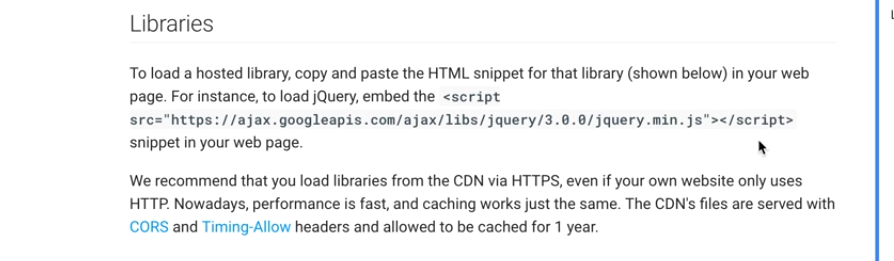 Libraries
To load a hosted library, copy and paste the HTML snippet for that library (shown below) in your web
page. For instance, to load jQuery, embed the <script
src="https://ajax.googleapis.com/ajax/libs/jquery/3.0.0/jquery.min.js"></script>
snippet in your web page.
We recommend that you load libraries from the CDN via HTTPS, even if your own website only uses
HTTP. Nowadays, performance is fast, and caching works just the same. The CDN's files are served with
CORS and Timing-Allow headers and allowed to be cached for 1 year.